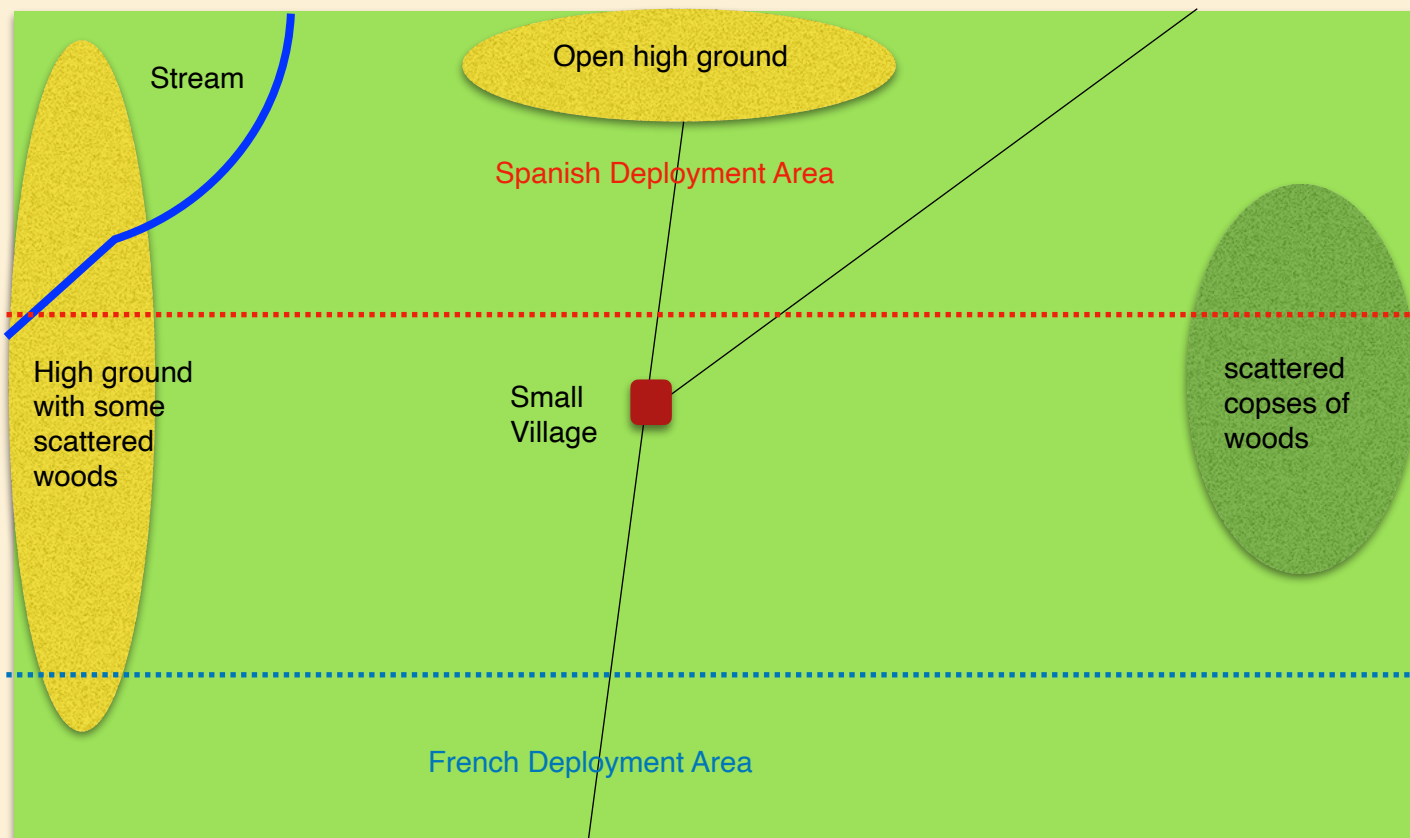 Open high ground
Stream
Spanish Deployment Area
High ground
with some
scattered
woods
Small
Village
scattered
copses of
woods
French Deployment Area